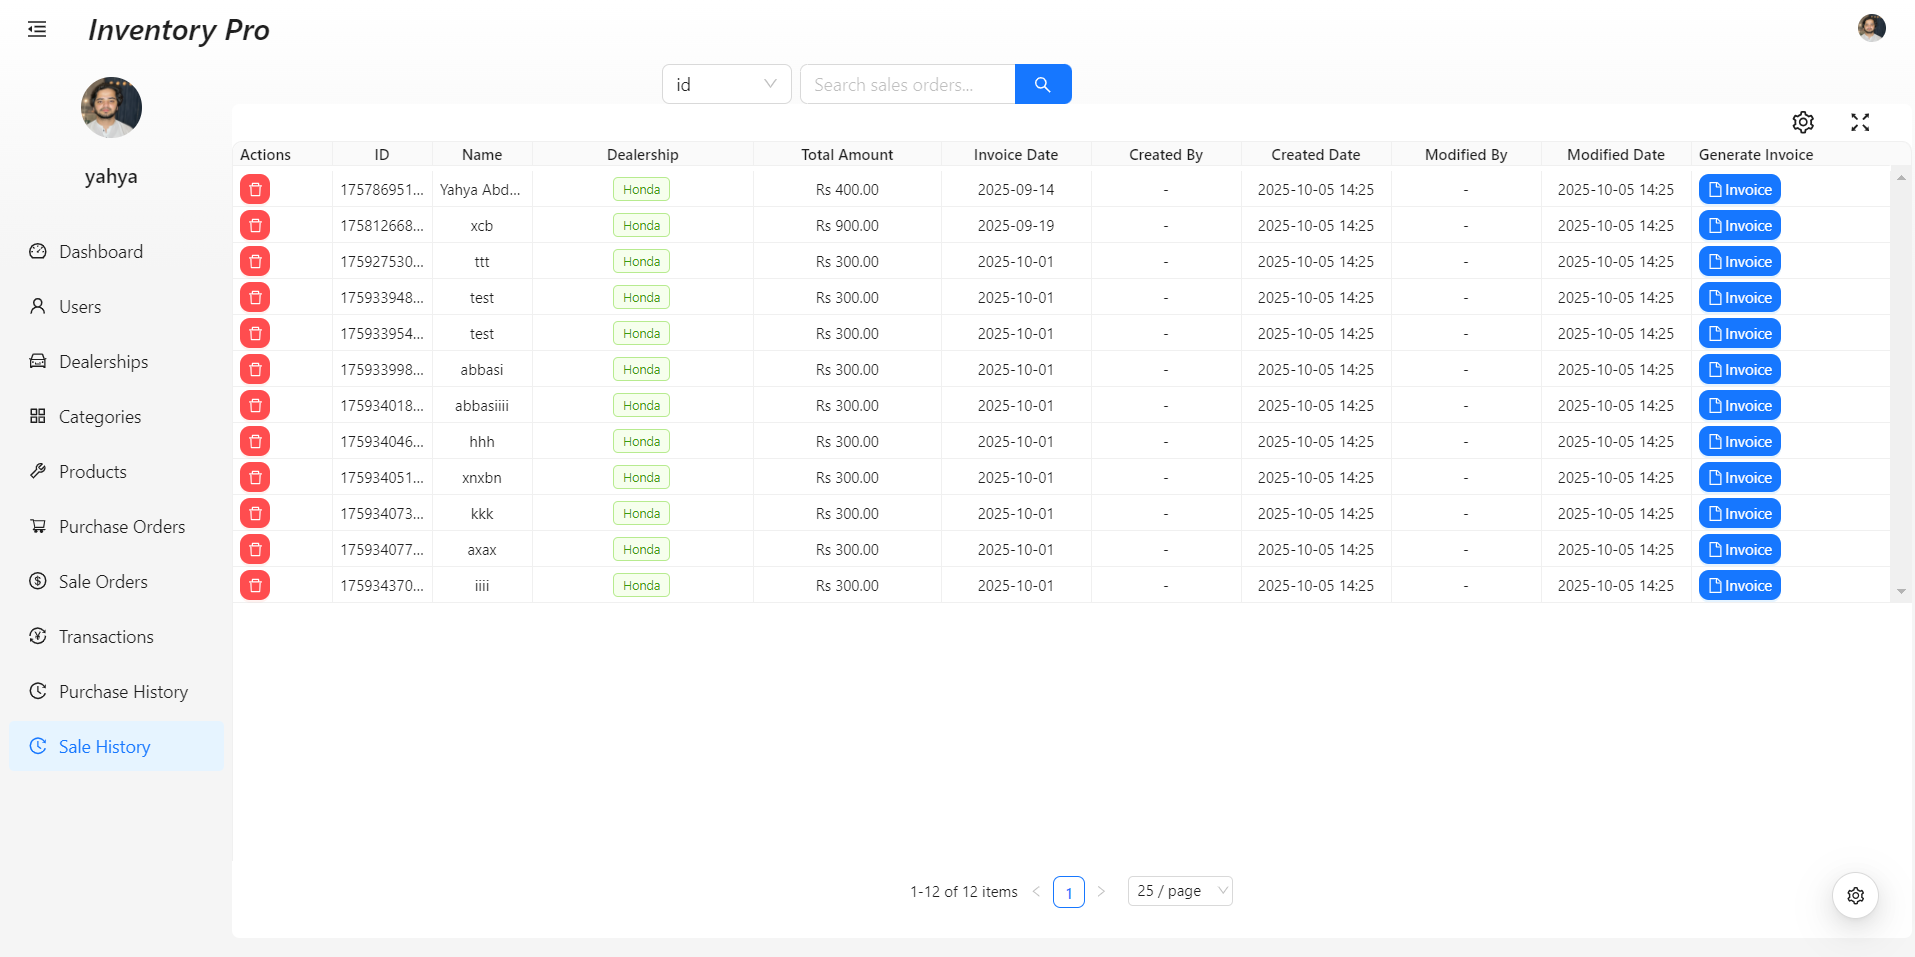 Inventory Pro
yahya
Dashboard
Users
Dealerships
Categories
Products
Purchase Orders
Sale Orders
Transactions
Purchase History
Sale History
id Search sales orders...
Actions ID Name Dealership Total Amount Invoice Date Created By Created Date Modified By Modified Date Generate Invoice
175786951... Yahya Abd... Honda Rs 400.00 2025-09-14 - 2025-10-05 14:25 - 2025-10-05 14:25 Invoice
175812668... xcb Honda Rs 900.00 2025-09-19 - 2025-10-05 14:25 - 2025-10-05 14:25 Invoice
175927530... ttt Honda Rs 300.00 2025-10-01 - 2025-10-05 14:25 - 2025-10-05 14:25 Invoice
175933948... test Honda Rs 300.00 2025-10-01 - 2025-10-05 14:25 - 2025-10-05 14:25 Invoice
175933954... test Honda Rs 300.00 2025-10-01 - 2025-10-05 14:25 - 2025-10-05 14:25 Invoice
175933998... abbasi Honda Rs 300.00 2025-10-01 - 2025-10-05 14:25 - 2025-10-05 14:25 Invoice
175934018... abbasiiii Honda Rs 300.00 2025-10-01 - 2025-10-05 14:25 - 2025-10-05 14:25 Invoice
175934046... hhh Honda Rs 300.00 2025-10-01 - 2025-10-05 14:25 - 2025-10-05 14:25 Invoice
175934051... xnxbn Honda Rs 300.00 2025-10-01 - 2025-10-05 14:25 - 2025-10-05 14:25 Invoice
175934073... kkk Honda Rs 300.00 2025-10-01 - 2025-10-05 14:25 - 2025-10-05 14:25 Invoice
175934077... axax Honda Rs 300.00 2025-10-01 - 2025-10-05 14:25 - 2025-10-05 14:25 Invoice
175934370... iiii Honda Rs 300.00 2025-10-01 - 2025-10-05 14:25 - 2025-10-05 14:25 Invoice
1-12 of 12 items < 1 > 25 / page